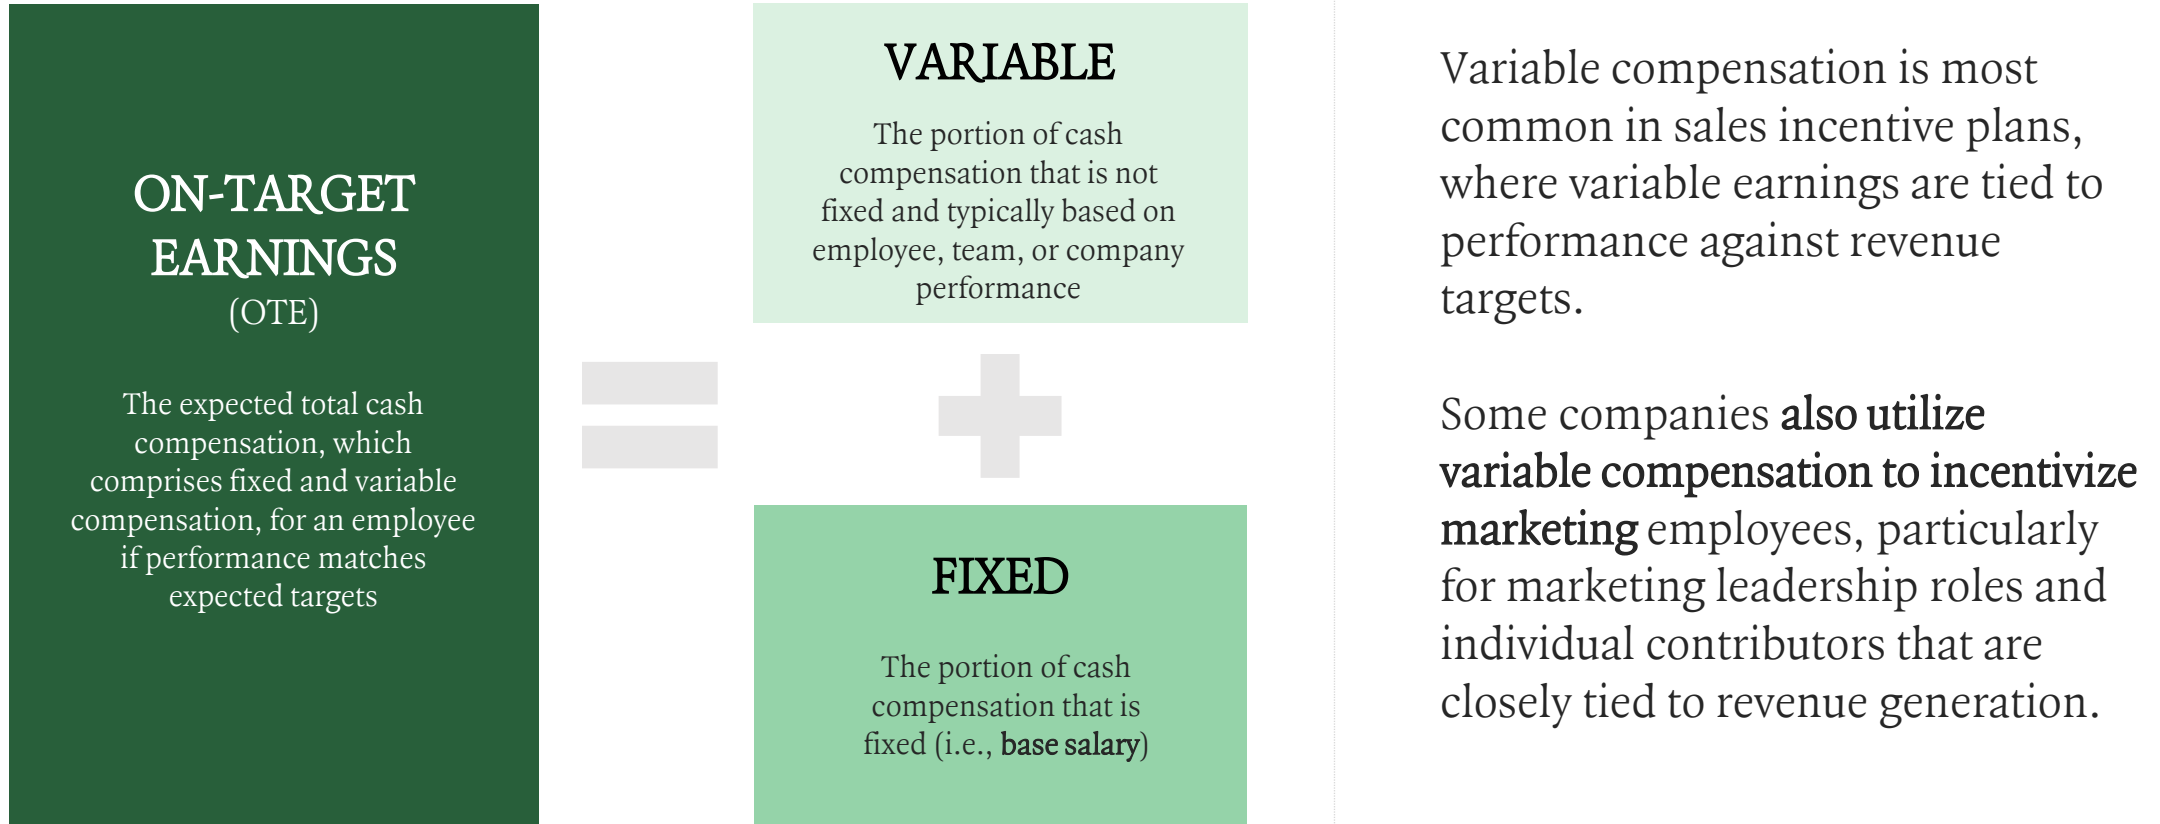 ON-TARGET
EARNINGS
(OTE)
The expected total cash
compensation, which
comprises fixed and variable
compensation, for an employee
if performance matches
expected targets
VARIABLE
The portion of cash
compensation that is not
fixed and typically based on
employee, team, or company
performance
FIXED
The portion of cash
compensation that is
fixed (i.e., base salary)
Variable compensation is most
common in sales incentive plans,
where variable earnings are tied to
performance against revenue
targets.
Some companies also utilize
variable compensation to incentivize
marketing employees, particularly
for marketing leadership roles and
individual contributors that are
closely tied to revenue generation.